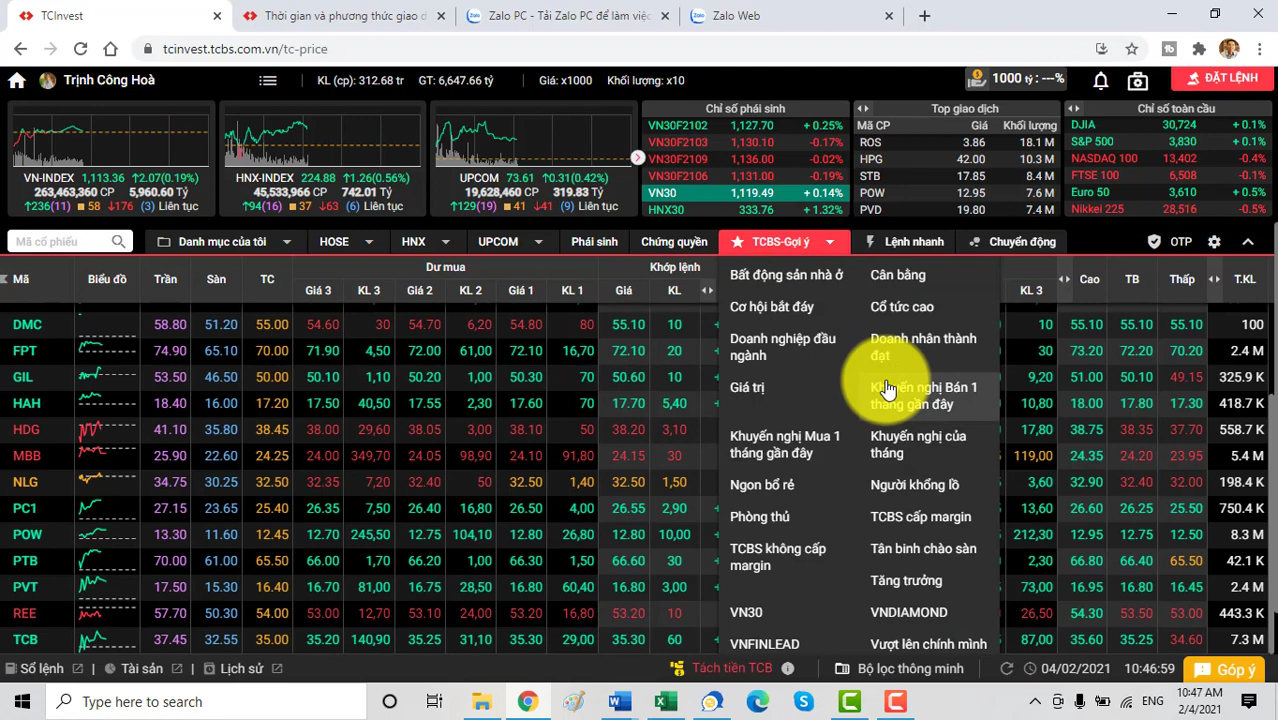 TCInvest
Thời gian và phương thức giao d
Zalo PC - Tải Zalo PC để làm việc
Zalo Web
tcinvest.tcbs.com.vn/tc-price
Trịnh Công Hoà
KL (cp): 312.68 tr
GT: 6,647.66 tỷ
Giá: x1000
Khối lượng: x10
1000 tỷ: ---%
ĐẶT LỆNH
VN-INDEX 1,113.36 ↑2.07(0.19%)
263,463,360 CP 5,960.60 Tỷ
↑236(11) 58 ↓176 (3) Liên tục
HNX-INDEX 224.88 ↑1.26(0.56%)
45,533,966 CP 742.01 Tỷ
↑94(16) 37 ↓63 (6) Liên tục
UPCOM 73.61 ↑0.31(0.42%)
19,628,460 CP 319.83 Tỷ
↑129(19) 41 ↓41 (9) Liên tục
Chỉ số phái sinh
VN30F2102 1,127.70 + 0.25%
VN30F2103 1,130.10 -0.17%
VN30F2109 1,136.00 -0.02%
VN30F2106 1,131.00 -0.19%
VN30 1,119.49 + 0.14%
HNX30 333.76 + 1.32%
Top giao dịch
Mã CP Giá Khối lượng
ROS 3.86 18.1 M
HPG 42.00 10.3 M
STB 17.85 8.4 M
POW 12.95 7.6 M
PVD 19.80 7.4 M
Chỉ số toàn cầu
DJIA 30,724 + 0.1%
S&P 500 3,830 + 0.1%
NASDAQ 100 13,402 -0.4%
FTSE 100 6,508 -0.1%
Euro 50 3,610 + 0.5%
Nikkei 225 28,516 -0.5%
Mã cổ phiếu
Danh mục của tôi
HOSE
HNX
UPCOM
Phái sinh
Chứng quyền
TCBS-Gợi ý
Lệnh nhanh
Chuyển động
OTP
Dư mua
Khớp lệnh
Mã Biểu đồ Trần Sàn TC Giá 3 KL 3 Giá 2 KL 2 Giá 1 KL 1 Giá KL KL 3 Cao TB Thấp T.KL
DMC 58.80 51.20 55.00 54.60 30 54.70 6,20 54.80 80 55.10 10 10 55.10 55.10 55.10 100
FPT 74.90 65.10 70.00 71.90 4,50 72.00 61,00 72.10 16,70 72.10 20 30 73.20 72.20 70.20 2.4 M
GIL 53.60 46.60 50.10 50.10 1,10 50.20 1,00 50.30 10 50.60 10 9,20 51.00 50.10 49.15 325.9 K
HAH 18.40 16.00 17.20 17.50 40,50 17.55 2,30 17.60 10 17.70 5,40 10,80 18.00 17.80 17.30 418.7 K
HDG 41.10 35.80 38.45 38.00 29,60 38.05 3,00 38.10 10 38.20 3,10 17,80 38.75 38.35 37.70 558.7 K
MBB 25.90 22.60 24.25 24.00 349,70 24.05 98,90 24.10 91,80 24.15 30 119,00 24.35 24.20 23.95 5.4 M
NLG 34.75 30.25 32.50 32.35 7,20 32.40 16,80 32.50 1,40 32.50 1,50 3,60 32.90 32.40 32.00 198.4 K
PC1 27.15 23.65 25.40 26.35 7,50 26.40 2,60 26.50 4,00 26.55 2,90 13,60 26.60 26.25 25.50 750.4 K
POW 13.30 11.60 12.45 12.70 245,50 12.75 104,10 12.80 26,80 12.80 10,00 212,30 12.95 12.75 12.50 8.3 M
PTB 70.00 61.00 65.50 66.30 1,00 66.40 1,00 66.50 1,30 66.60 30 2,30 66.80 66.20 65.50 61.8 K
PVT 17.50 15.30 16.40 16.70 81,00 16.75 28,50 16.80 60,40 16.80 3,00 73,00 16.95 16.80 16.45 2.4 M
REE 57.70 50.30 54.00 53.00 12,70 53.10 24,00 53.20 16,80 53.20 10 26,50 54.30 53.50 53.00 443.3 K
TCB 37.45 32.55 35.00 35.20 140,90 35.25 31,10 35.30 29,00 35.30 60 87,00 35.60 35.25 34.60 7.3 M
Bất động sản nhà ở
Cân bằng
Cơ hội bắt đáy
Cổ tức cao
Doanh nghiệp đầu ngành
Doanh nhân thành đạt
Giá trị
Khuyến nghị Bán 1 tháng gần đây
Khuyến nghị Mua 1 tháng gần đây
Khuyến nghị của tháng
Ngon bổ rẻ
Người khổng lồ
Phòng thủ
TCBS cấp margin
TCBS không cấp margin
Tân binh chào sàn
Tăng trưởng
VN30
VNDIAMOND
VNFINLEAD
Vượt lên chính mình
Sổ lệnh
Tài sản
Lịch sử
Tách tiền TCB
Bộ lọc thông minh
04/02/2021
10:46:59
Góp ý
Type here to search
ENG
10:47 AM
2/4/2021